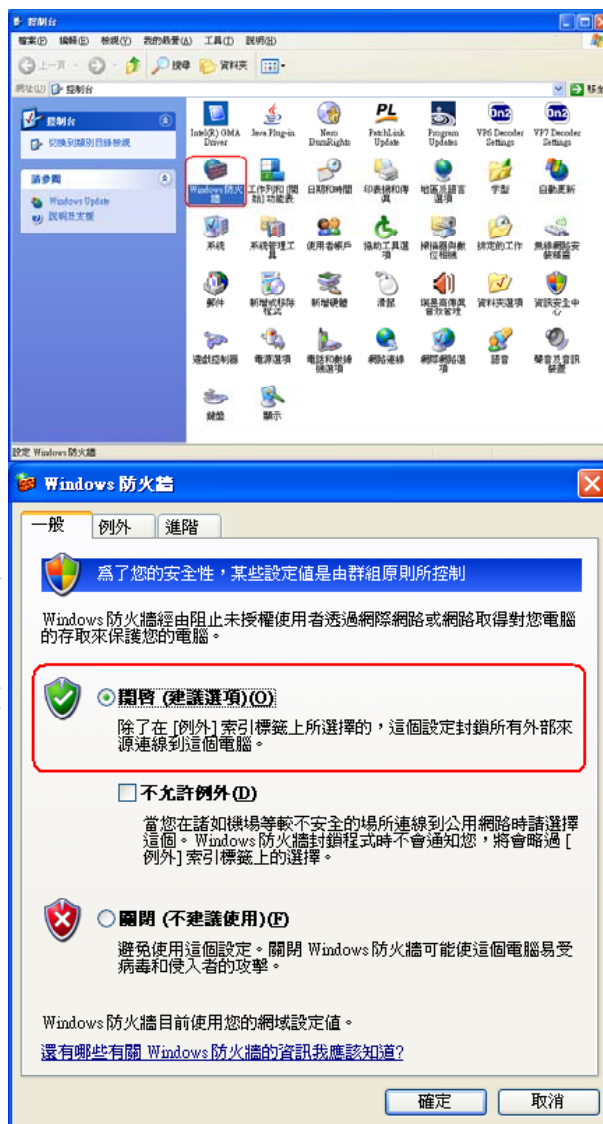 控制台
檔案(F) 編輯(E) 檢視(V) 我的最愛(A) 工具(T) 說明(H)
上一頁 搜尋 資料夾
網址(D) 控制台 移至
控制台
切換到類別目錄檢視
請參閱
Windows Update
說明及支援
Intel(R) GMA Driver
Java Plug-in
Nero BurnRights
PatchLink Update
Program Updates
VP6 Decoder Settings
VP7 Decoder Settings
Windows 防火牆
工作列和 [開始] 功能表
日期和時間
印表機和傳真
地區及語言選項
字型
自動更新
系統
系統管理工具
使用者帳戶
協助工具選項
掃描器與數位相機
排定的工作
無線網路安裝精靈
郵件
新增或移除程式
新增硬體
滑鼠
瑞昱高傳真音效管理
資料夾選項
資訊安全中心
遊戲控制器
電源選項
電話和數據機選項
網路連線
網際網路選項
語音
聲音及音訊裝置
鍵盤
顯示
設定 Windows 防火牆
Windows 防火牆
一般 例外 進階
為了您的安全性，某些設定值是由群組原則所控制
Windows 防火牆經由阻止未授權使用者透過網際網路或網路取得對您電腦
的存取來保護您的電腦。
開啓 (建議選項)(O)
除了在 [例外] 索引標籤上所選擇的，這個設定封鎖所有外部來
源連線到這個電腦。
不允許例外(D)
當您在諸如機場等較不安全的場所連線到公用網路時請選擇
這個。Windows 防火牆封鎖程式時不會通知您，將會略過 [
例外] 索引標籤上的選擇。
關閉 (不建議使用)(F)
避免使用這個設定。關閉 Windows 防火牆可能使這個電腦易受
病毒和侵入者的攻擊。
Windows 防火牆目前使用您的網域設定值。
還有哪些有關 Windows 防火牆的資訊我應該知道?
確定 取消